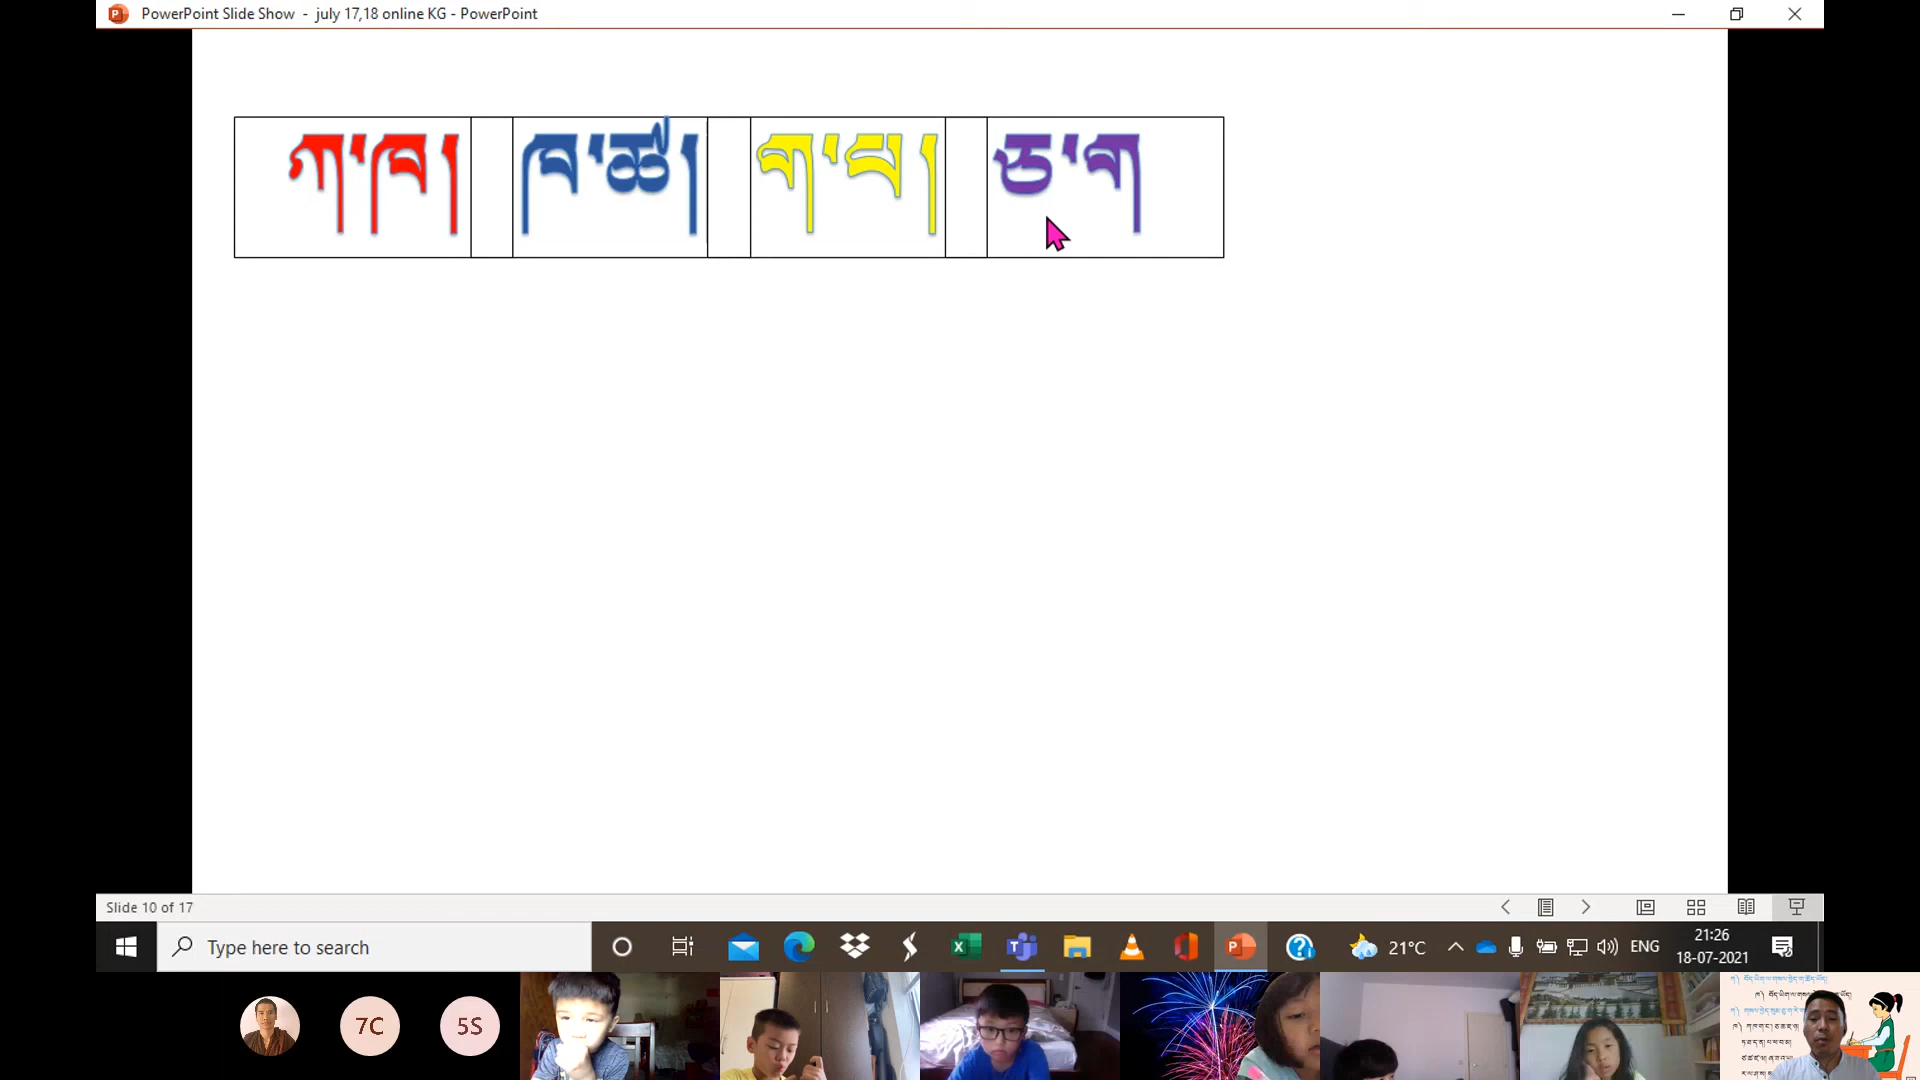 PowerPoint Slide Show - july 17,18 online KG - PowerPoint
ཀ་ཁ། ཁ་ཚ། ག་པ། ཅ་ག
Slide 10 of 17
Type here to search
21°C
ENG
21:26
18-07-2021
7C
5S